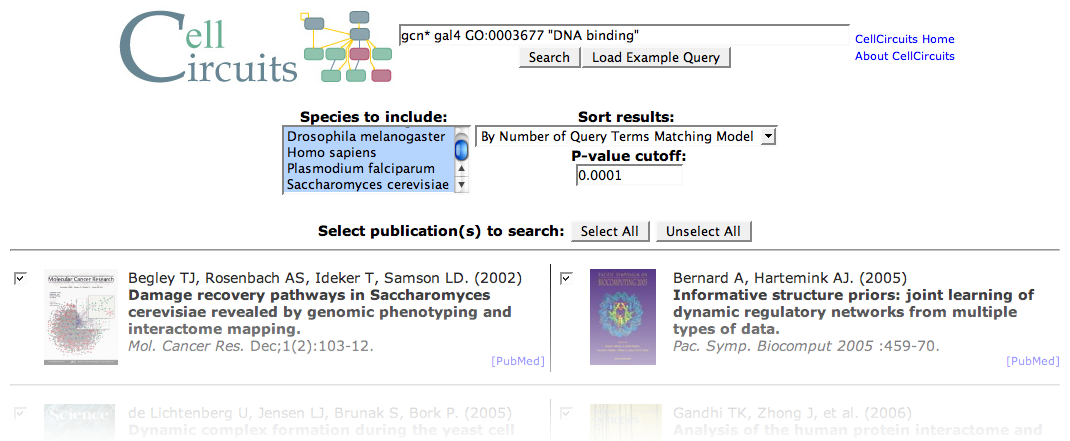 Cell
Circuits
gcn* gal4 GO:0003677 "DNA binding"
Search Load Example Query
CellCircuits Home
About CellCircuits
Species to include:
Drosophila melanogaster
Homo sapiens
Plasmodium falciparum
Saccharomyces cerevisiae
Sort results:
By Number of Query Terms Matching Model
P-value cutoff:
0.0001
Select publication(s) to search: Select All Unselect All
Molecular Cancer Research
Begley TJ, Rosenbach AS, Ideker T, Samson LD. (2002)
Damage recovery pathways in Saccharomyces
cerevisiae revealed by genomic phenotyping and
interactome mapping.
Mol. Cancer Res. Dec;1(2):103-12.
[PubMed]
PACIFIC SYMPOSIUM ON
BIOCOMPUTING 2005
Bernard A, Hartemink AJ. (2005)
Informative structure priors: joint learning of
dynamic regulatory networks from multiple
types of data.
Pac. Symp. Biocomput 2005 :459-70.
[PubMed]
Science
de Lichtenberg U, Jensen LJ, Brunak S, Bork P. (2005)
Dynamic complex formation during the yeast cell
Gandhi TK, Zhong J, et al. (2006)
Analysis of the human protein interactome and